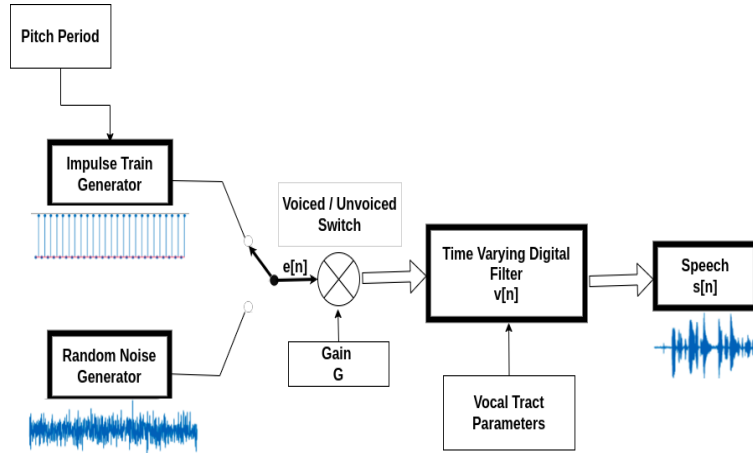 Pitch Period
Impulse Train
Generator
Voiced / Unvoiced
Switch
e[n]
Time Varying Digital
Filter
v[n]
Speech
s[n]
Random Noise
Generator
Gain
G
Vocal Tract
Parameters